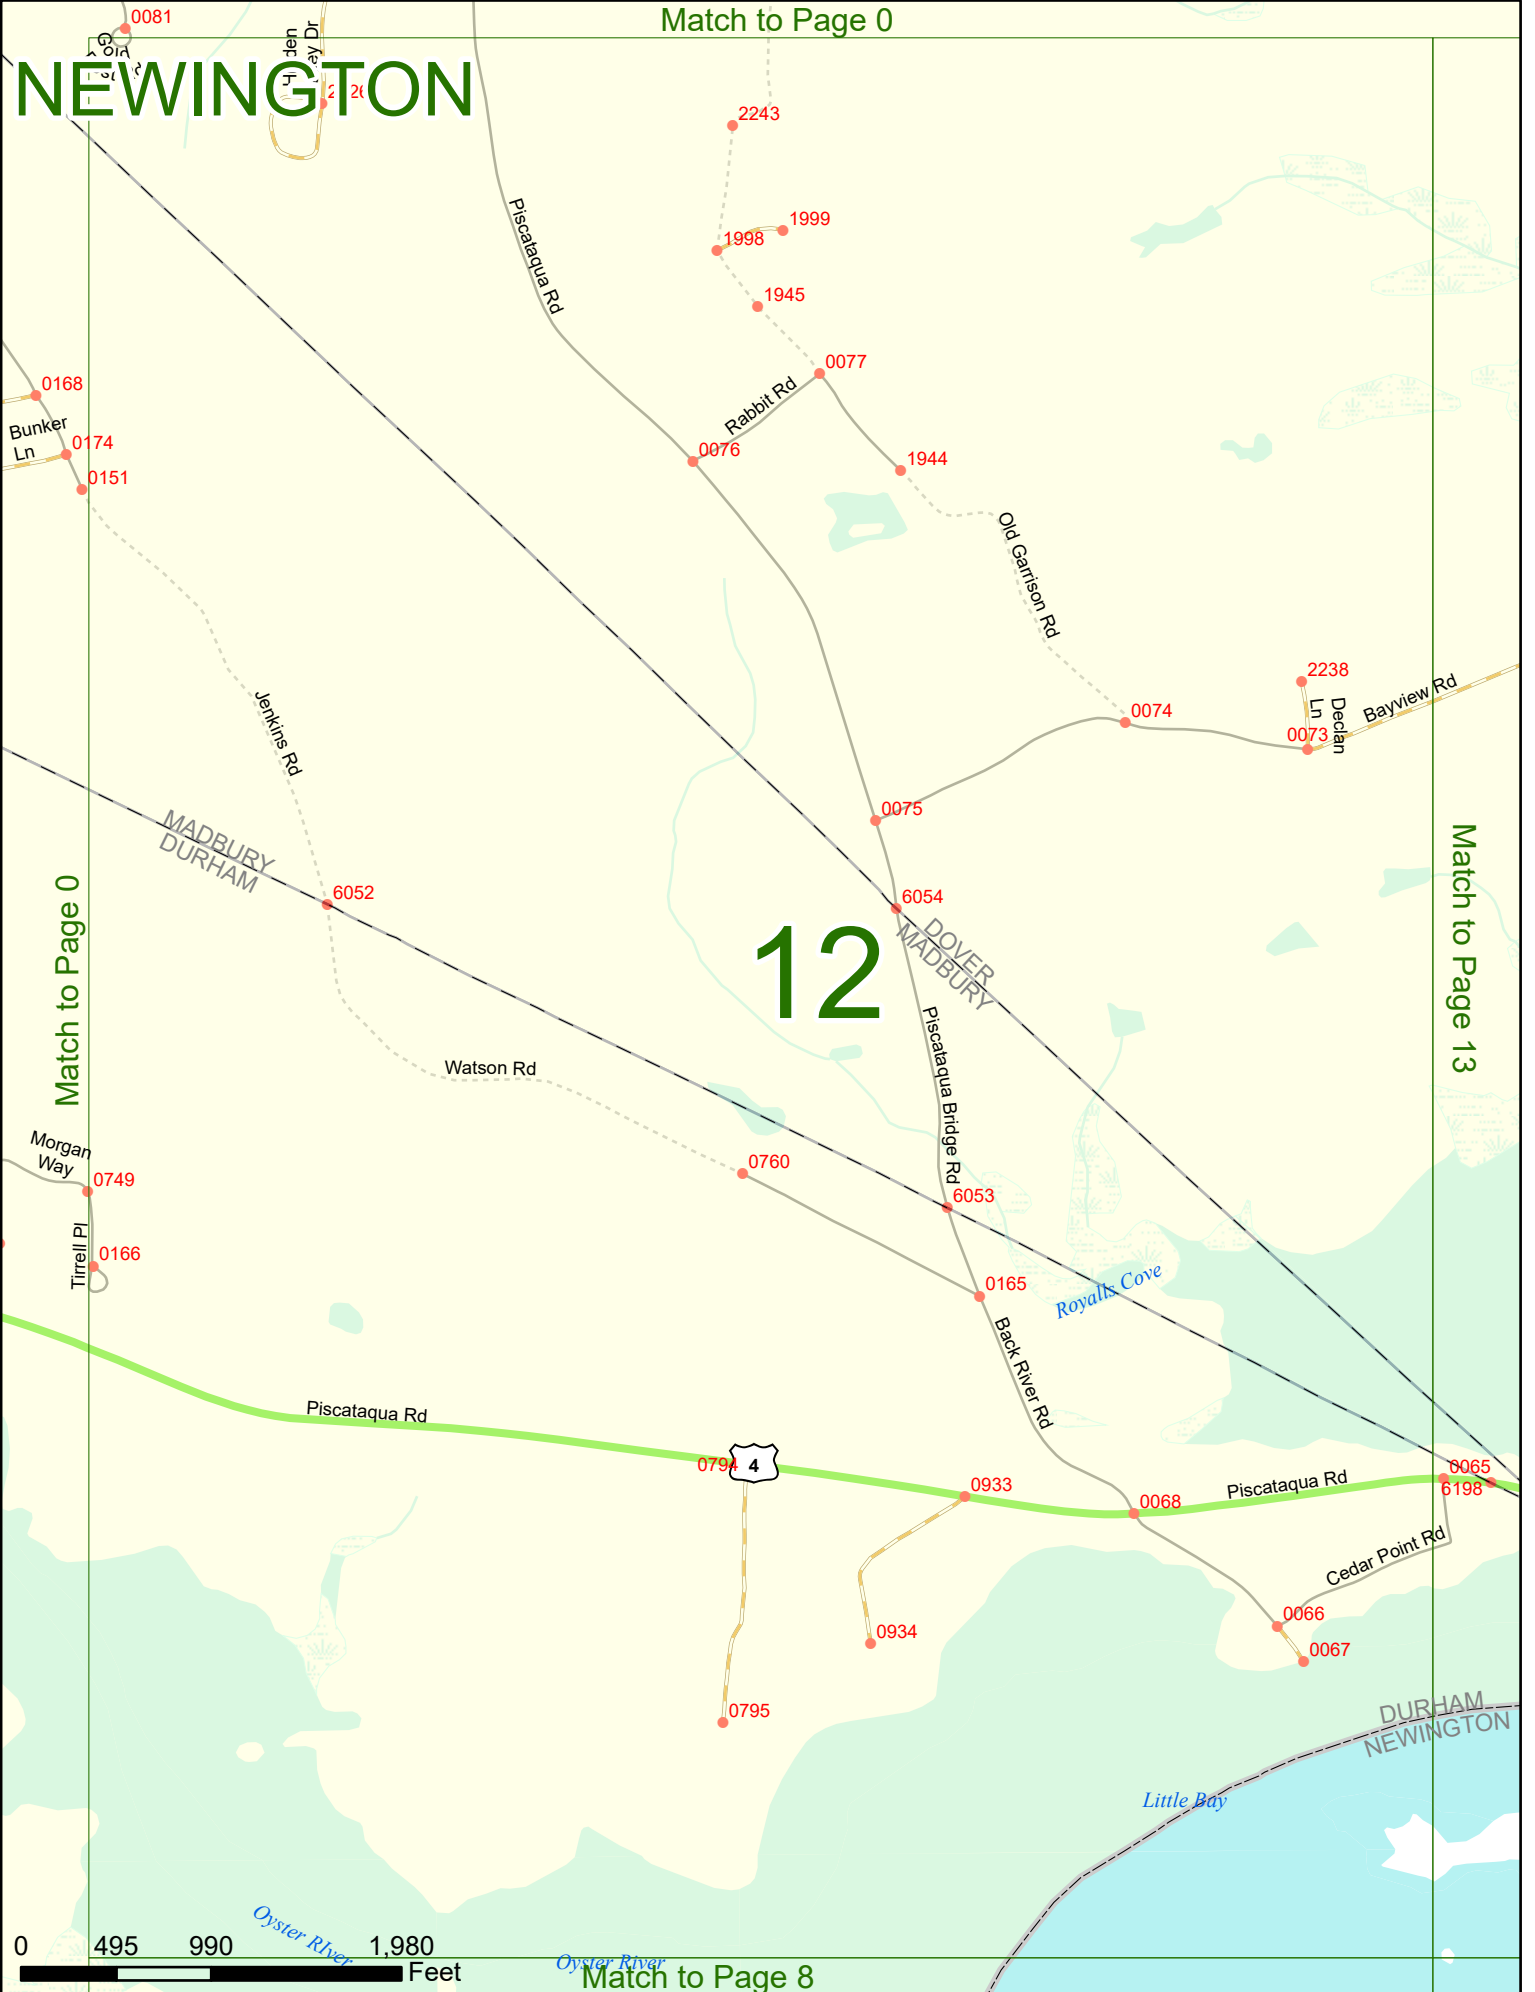 Match to Page 0
0081
NEWINGTON
2243
Piscataqua Rd
1999
1998
1945
0077
Rabbit Rd
0168
Bunker
Ln
0174
0076
1944
0151
Old Garrison Rd
2238
Declan
Ln
Bayview Rd
0074
0073
Jenkins Rd
0075
MADBURY
DURHAM
6052
6054
DOVER
MADBURY
Match to Page 0
12
Match to Page 13
Piscataqua Bridge Rd
Watson Rd
Morgan
Way
0749
0760
6053
Tirrell Pl
0166
0165
Royalls Cove
Back River Rd
Piscataqua Rd
0794
4
0933
0068
Piscataqua Rd
0065
6198
Cedar Point Rd
0066
0934
0067
0795
DURHAM
NEWINGTON
Little Bay
Oyster RIver
Oyster River
0 495 990 1,980
Feet
Match to Page 8